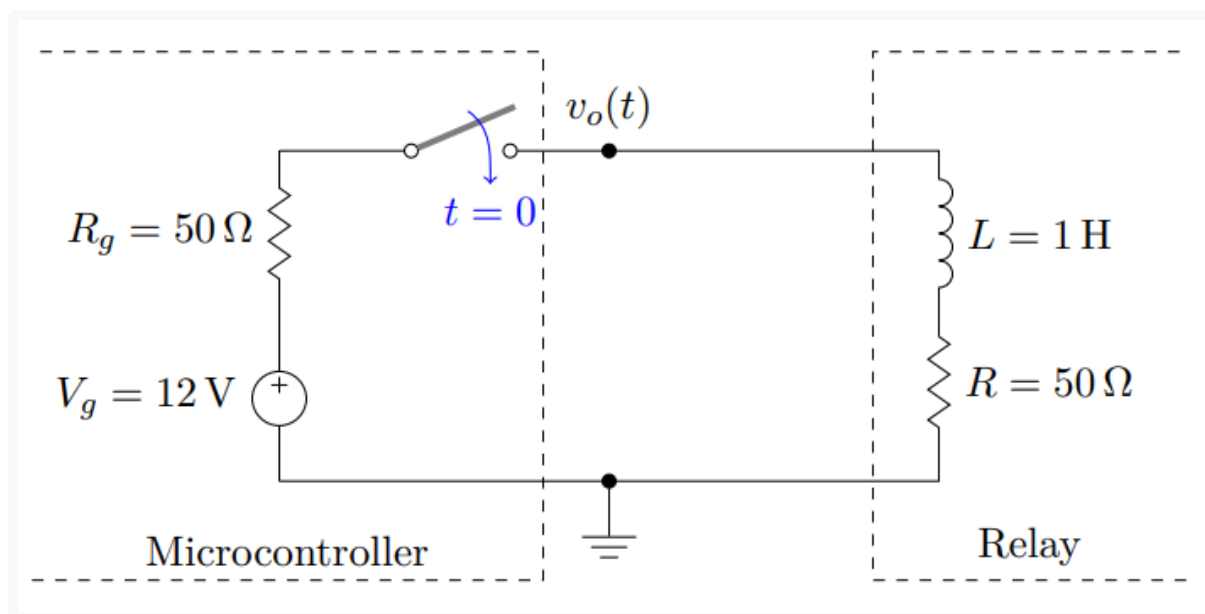 v_o(t)
t = 0
R_g = 50 Ω
L = 1 H
+
V_g = 12 V
R = 50 Ω
Microcontroller
Relay